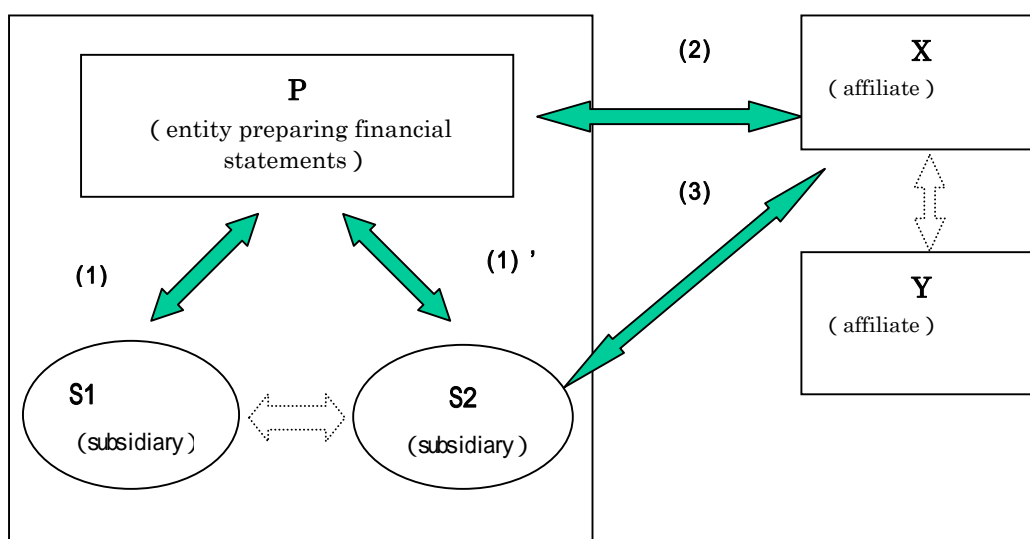 P
( entity preparing financial
statements )
(1)
(1) '
S1
(subsidiary)
S2
(subsidiary)
(2)
(3)
X
( affiliate )
Y
( affiliate )